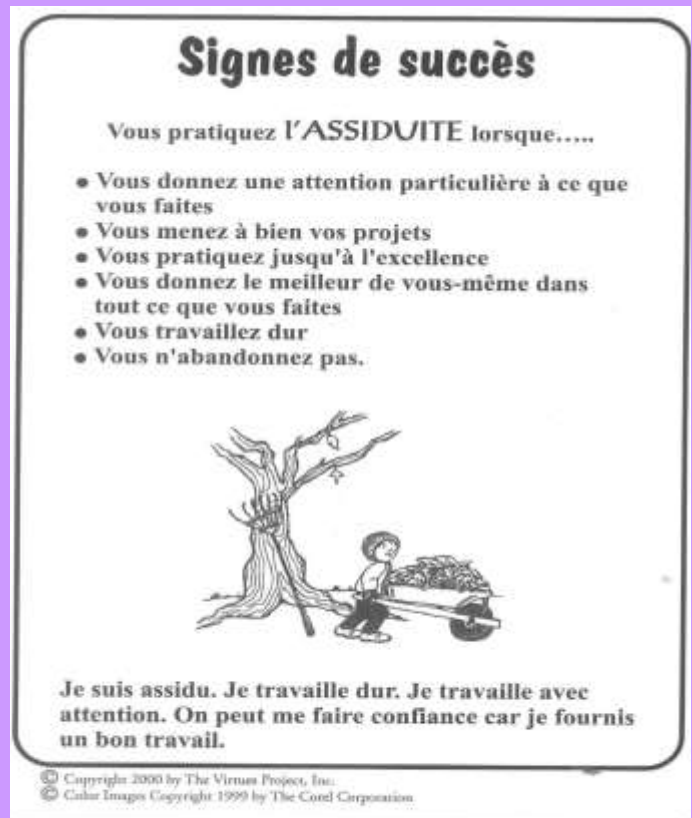 Signes de succès
Vous pratiquez l'ASSIDUITE lorsque.....
• Vous donnez une attention particulière à ce que
vous faites
• Vous menez à bien vos projets
• Vous pratiquez jusqu'à l'excellence
• Vous donnez le meilleur de vous-même dans
tout ce que vous faites
• Vous travaillez dur
• Vous n'abandonnez pas.
Je suis assidu. Je travaille dur. Je travaille avec
attention. On peut me faire confiance car je fournis
un bon travail.
© Copyright 2000 by The Virtues Project, Inc.
© Color Images Copyright 1999 by The Corel Corporation